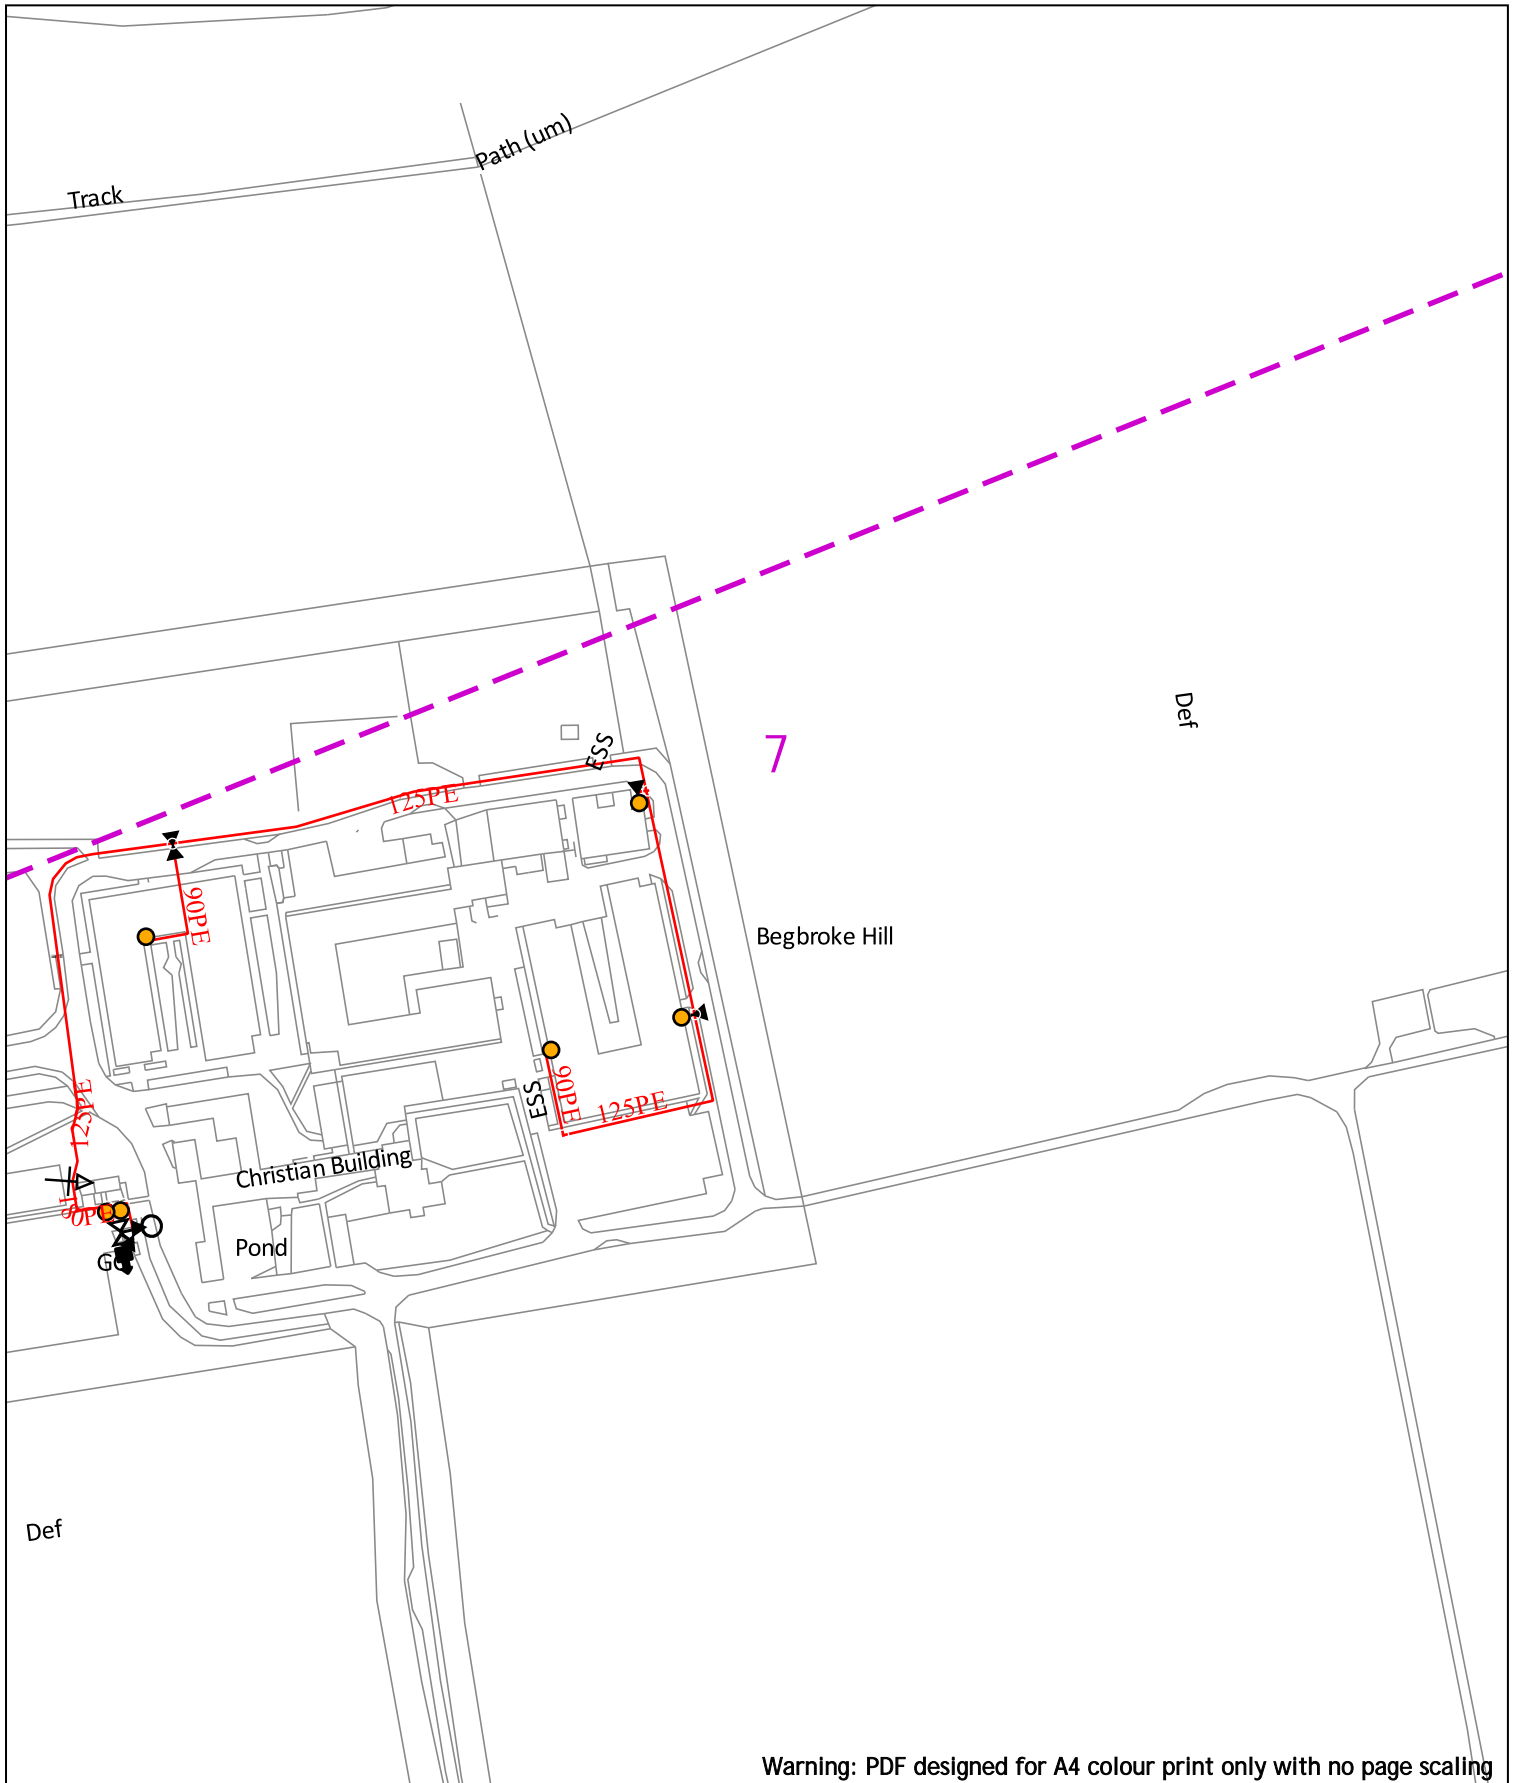 Path (um)
Track
Def
ESS
7
125PE
90PE
Begbroke Hill
ESS
90PE
125PE
125PE
Christian Building
Pond
Def
Warning: PDF designed for A4 colour print only with no page scaling